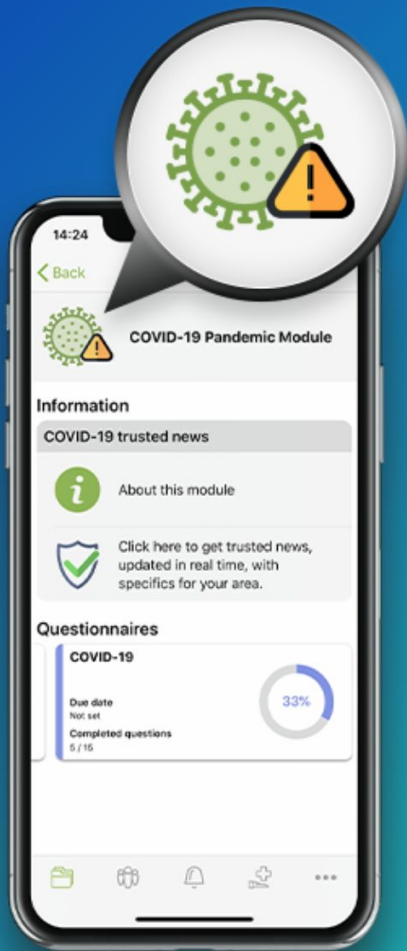 14:24
Back
COVID-19 Pandemic Module
Information
COVID-19 trusted news
i
About this module
Click here to get trusted news,
updated in real time, with
specifics for your area.
Questionnaires
COVID-19
Due date
Not set
Completed questions
5 / 15
33%